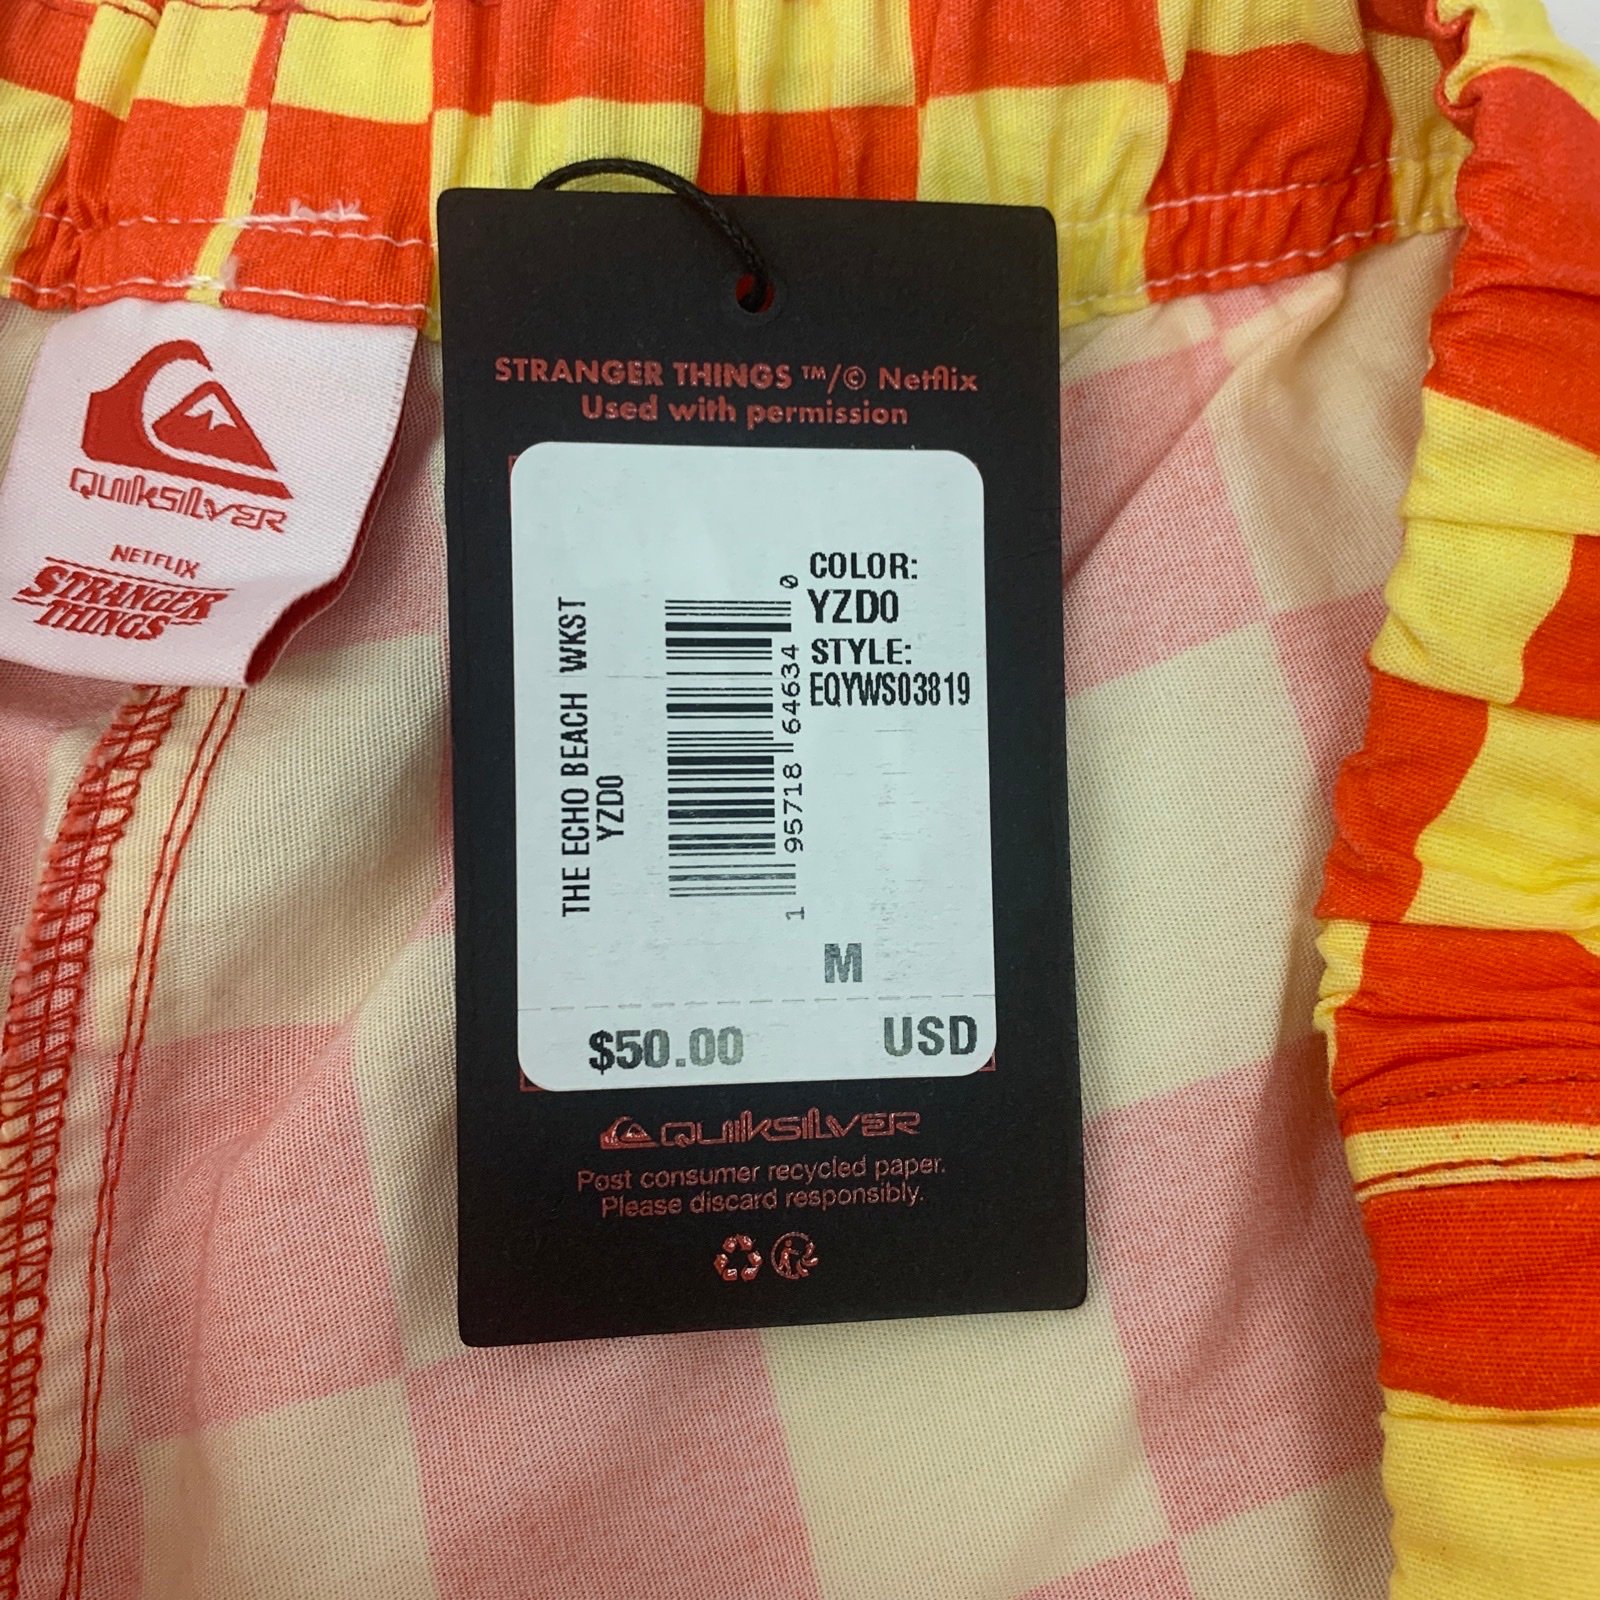 QUIKSILVER
NETFLIX
STRANGER
THINGS
STRANGER THINGS ™/© Netflix
Used with permission
THE ECHO BEACH WKST
YZD0
1 95718 64634 0
COLOR:
YZD0
STYLE:
EQYWS03819
M
$50.00 USD
QUIKSILVER
Post consumer recycled paper.
Please discard responsibly.